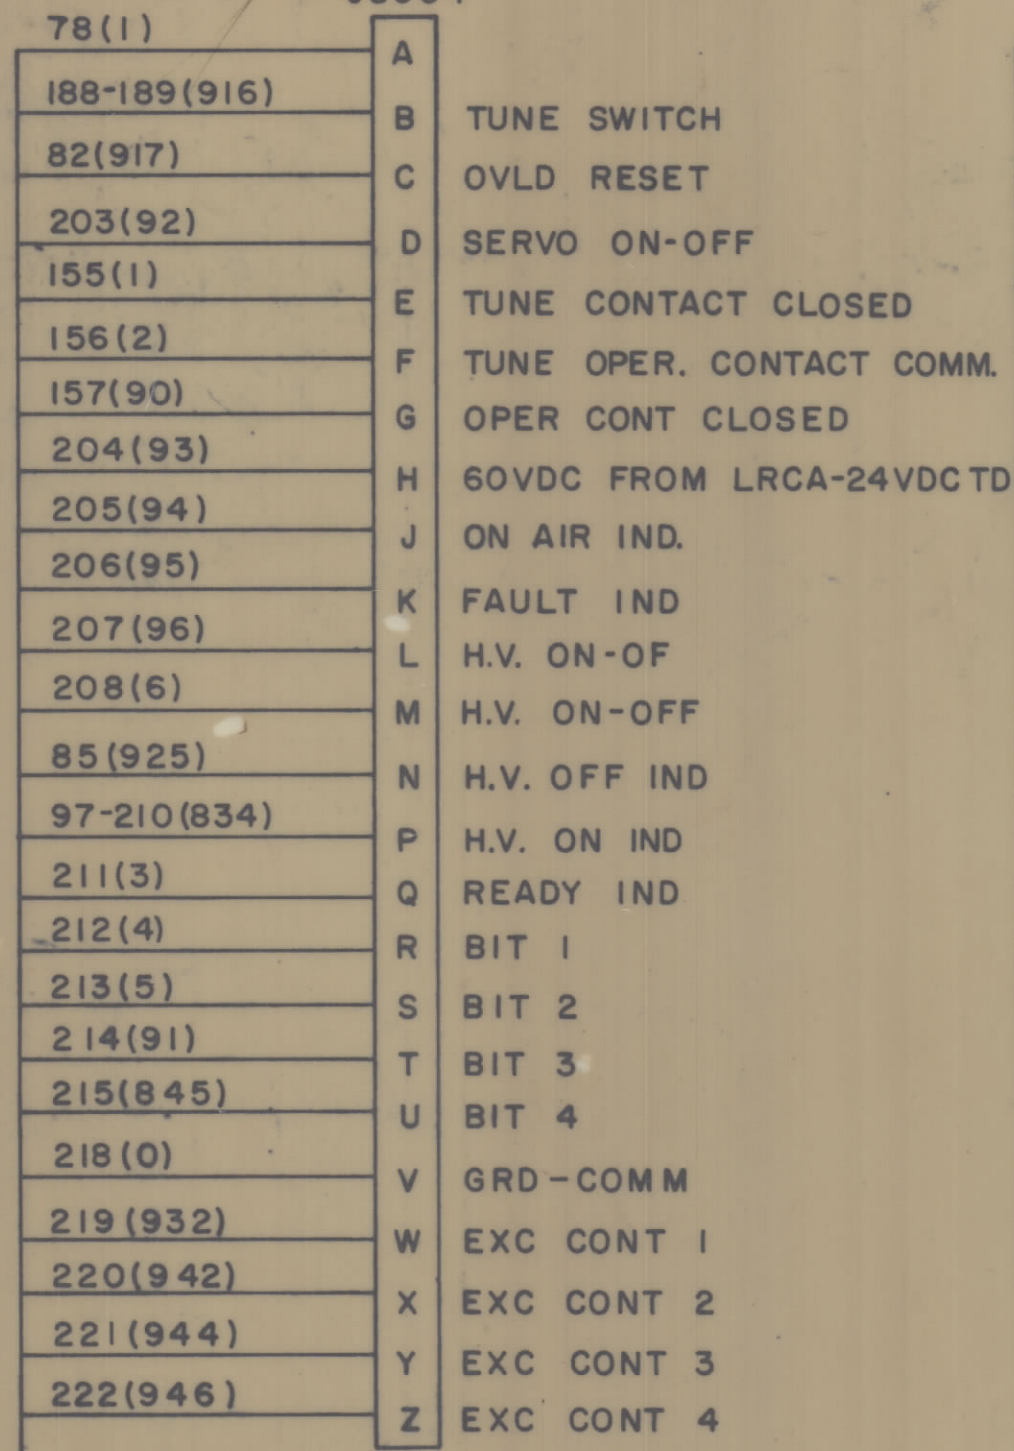 78(1) A
188-189(916) B TUNE SWITCH
82(917) C OVLD RESET
203(92) D SERVO ON-OFF
155(1) E TUNE CONTACT CLOSED
156(2) F TUNE OPER. CONTACT COMM.
157(90) G OPER CONT CLOSED
204(93) H 60VDC FROM LRCA-24VDC TD
205(94) J ON AIR IND.
206(95) K FAULT IND
207(96) L H.V. ON-OF
208(6) M H.V. ON-OFF
85(925) N H.V. OFF IND
97-210(834) P H.V. ON IND
211(3) Q READY IND
212(4) R BIT 1
213(5) S BIT 2
214(91) T BIT 3
215(845) U BIT 4
218(0) V GRD-COMM
219(932) W EXC CONT 1
220(942) X EXC CONT 2
221(944) Y EXC CONT 3
222(946) Z EXC CONT 4